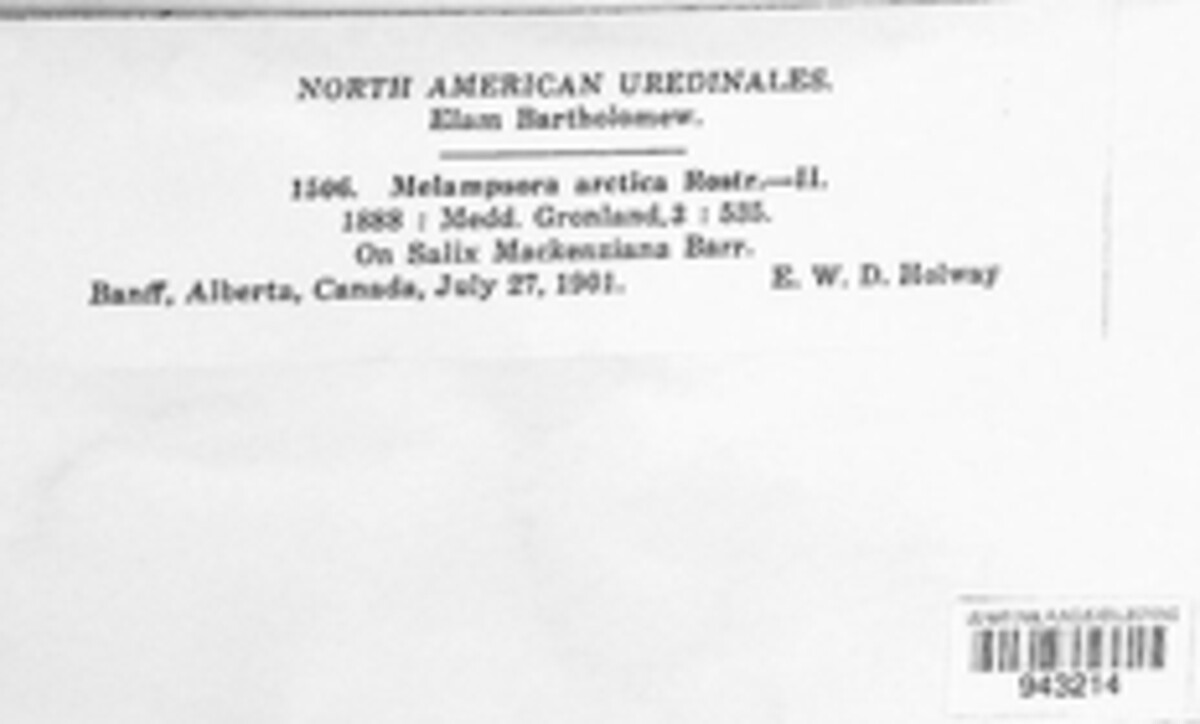 NORTH AMERICAN UREDINALES.
Elam Bartholomew.
1506. Melampsora arctica Rostr.—II.
1888 : Medd. Gronland, 3 : 535.
On Salix Mackenziana Barr.
Banff, Alberta, Canada, July 27, 1901. E. W. D. Holway
943214